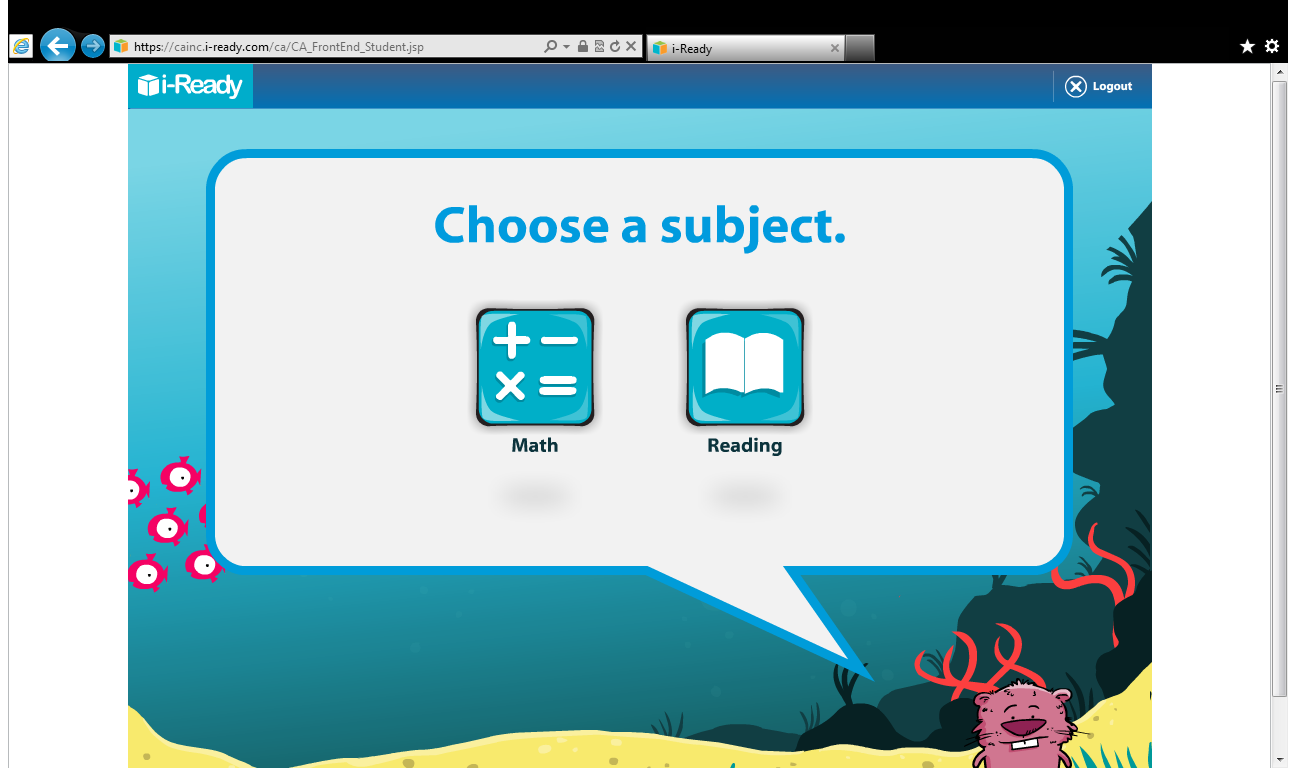 https://cainc.i-ready.com/ca/CA_FrontEnd_Student.jsp
i-Ready
i-Ready
Logout
Choose a subject.
Math
Reading